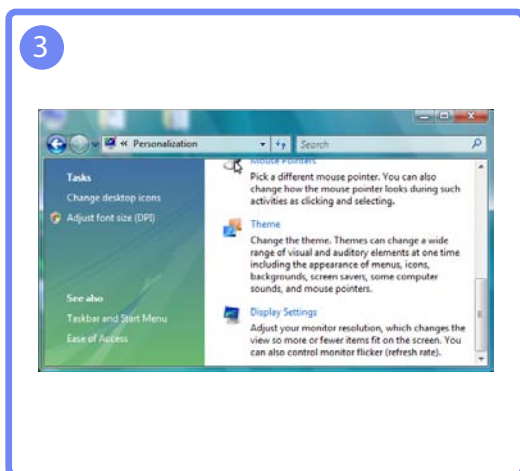 3
« Personalization
Search
Tasks
Change desktop icons
Adjust font size (DPI)
See also
Taskbar and Start Menu
Ease of Access
Mouse Pointers
Pick a different mouse pointer. You can also
change how the mouse pointer looks during such
activities as clicking and selecting.
Theme
Change the theme. Themes can change a wide
range of visual and auditory elements at one time
including the appearance of menus, icons,
backgrounds, screen savers, some computer
sounds, and mouse pointers.
Display Settings
Adjust your monitor resolution, which changes the
view so more or fewer items fit on the screen. You
can also control monitor flicker (refresh rate).